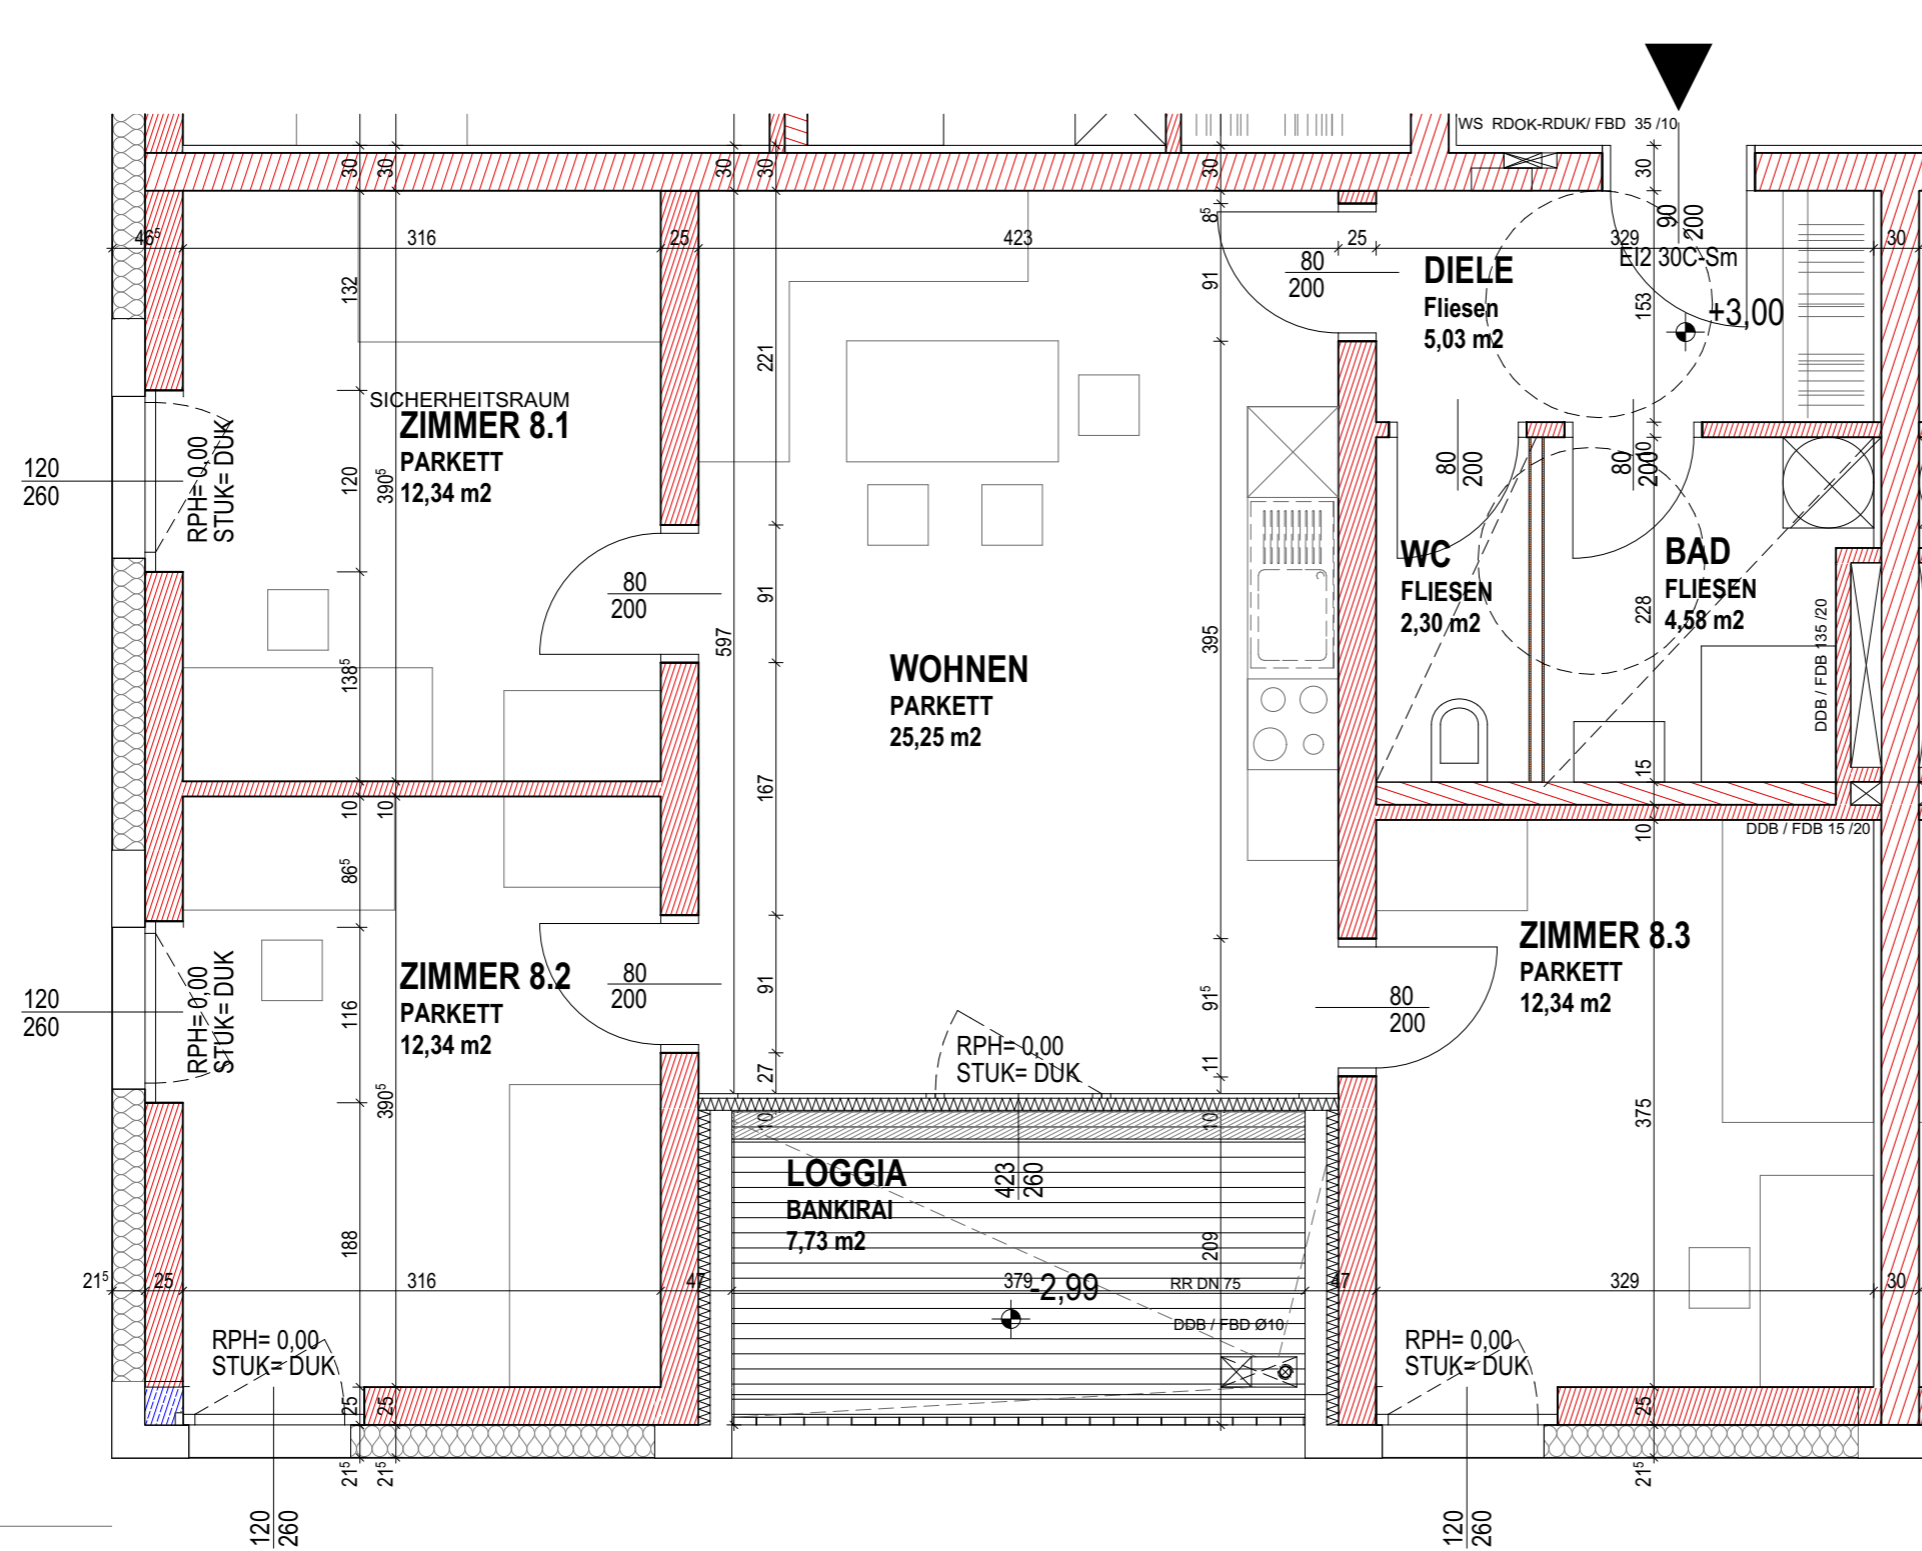 WS RDOK-RDUK/ FBD 35 /10
30
30
30
30
30
30
90
200
46⁵
316
25
423
8⁵
25
329
30
EI2 30C-Sm
80
200
DIELE
Fliesen
5,03 m2
+3,00
132
91
153
221
SICHERHEITSRAUM
ZIMMER 8.1
PARKETT
12,34 m2
120
260
RPH= 0,00
STUK= DUK
120
390⁵
80
200
80
200
10
WC
FLIESEN
2,30 m2
BAD
FLIESEN
4,58 m2
80
200
91
597
395
228
DDB / FDB 135 /20
138⁵
WOHNEN
PARKETT
25,25 m2
167
15
10
10
10
DDB / FDB 15 /20
86⁵
ZIMMER 8.2
PARKETT
12,34 m2
120
260
RPH= 0,00
STUK= DUK
116
80
200
91
91⁵
80
200
ZIMMER 8.3
PARKETT
12,34 m2
RPH= 0,00
STUK= DUK
27
11
390⁵
10
10
375
LOGGIA
BANKIRAI
7,73 m2
423
260
188
209
21⁵
25
316
47
379
-2,99
RR DN 75
47
329
30
DDB / FBD Ø10
RPH= 0,00
STUK= DUK
RPH= 0,00
STUK= DUK
25
25
25
21⁵
21⁵
21⁵
120
260
120
260